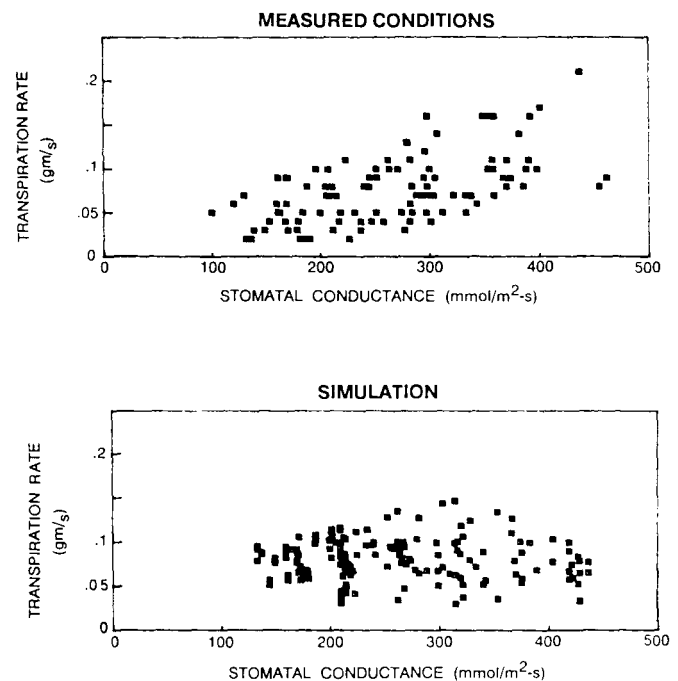 MEASURED CONDITIONS
TRANSPIRATION RATE
(gm/s)
.2
.1
.05
0
0 100 200 300 400 500
STOMATAL CONDUCTANCE (mmol/m²-s)
SIMULATION
TRANSPIRATION RATE
(gm/s)
.2
.1
.05
0
0 100 200 300 400 500
STOMATAL CONDUCTANCE (mmol/m²-s)